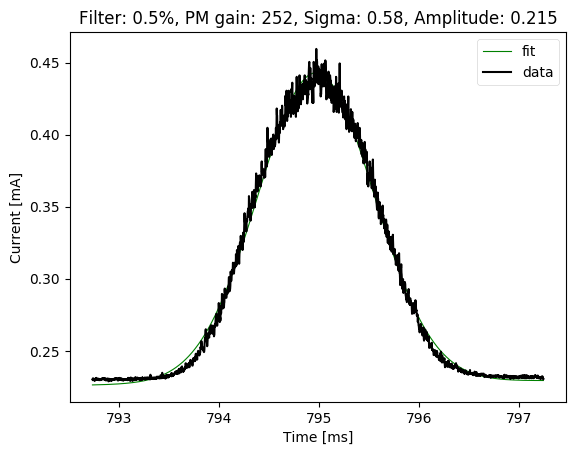 Filter: 0.5%, PM gain: 252, Sigma: 0.58, Amplitude: 0.215
fit
data
0.45
0.40
0.35
0.30
0.25
Current [mA]
793 794 795 796 797
Time [ms]